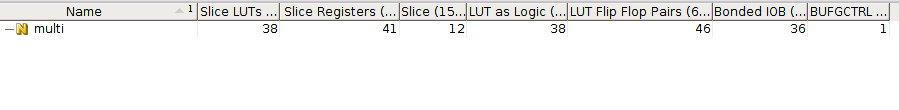 Name 1 Slice LUTs ... Slice Registers (... Slice (15... LUT as Logic (... LUT Flip Flop Pairs (6... Bonded IOB (... BUFGCTRL ...
N multi 38 41 12 38 46 36 1